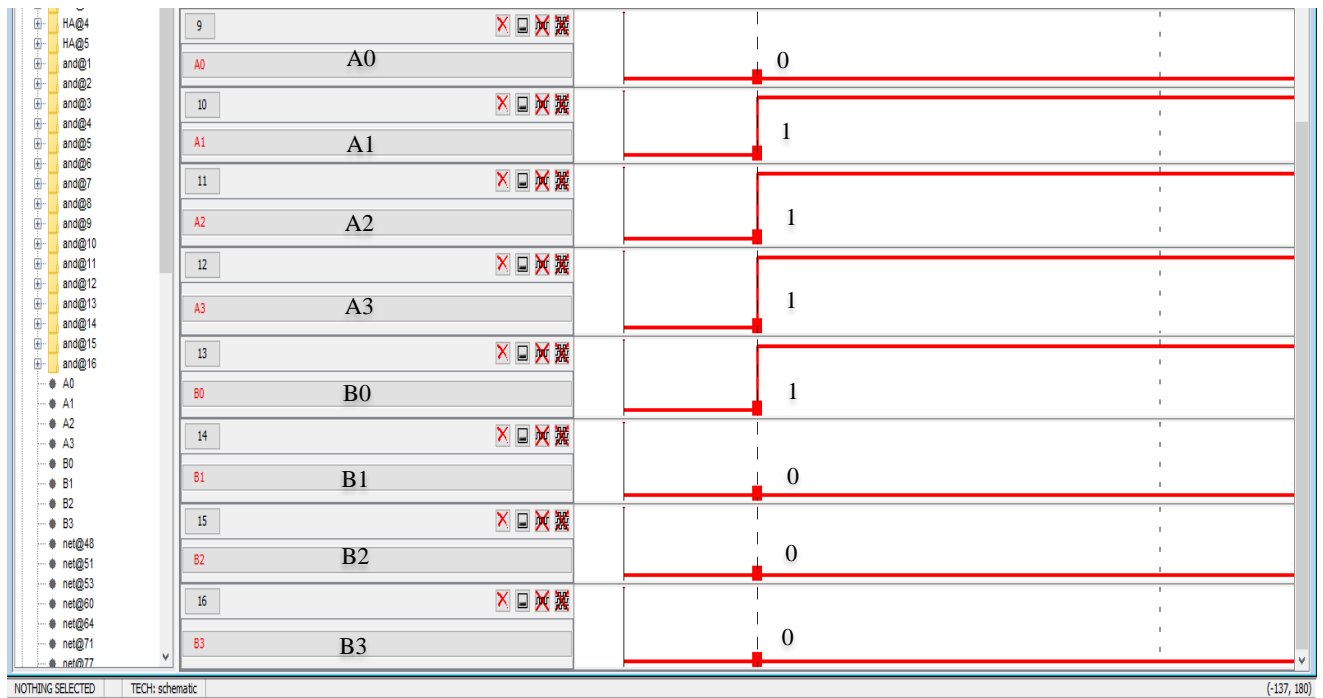 HA@4
HA@5
and@1
and@2
and@3
and@4
and@5
and@6
and@7
and@8
and@9
and@10
and@11
and@12
and@13
and@14
and@15
and@16
A0
A1
A2
A3
B0
B1
B2
B3
net@48
net@51
net@53
net@60
net@64
net@71
net@77
9
A0 A0 0
10
A1 A1 1
11
A2 A2 1
12
A3 A3 1
13
B0 B0 1
14
B1 B1 0
15
B2 B2 0
16
B3 B3 0
NOTHING SELECTED TECH: schematic (-137, 180)